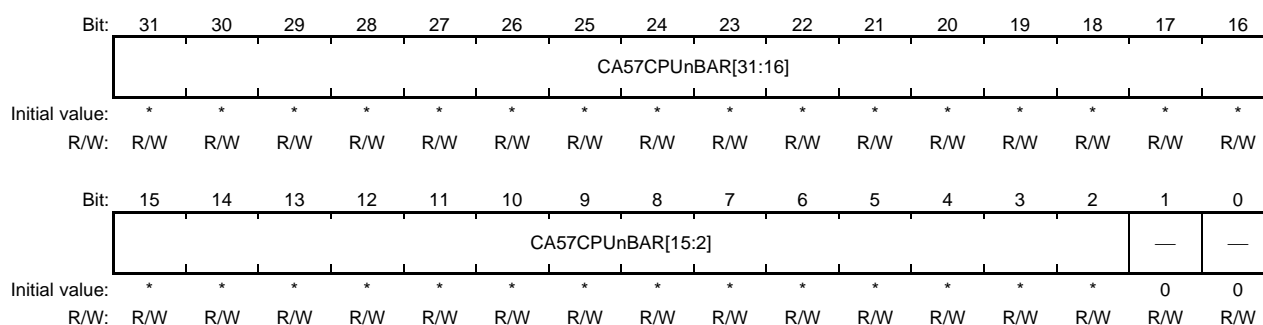 Bit: 31 30 29 28 27 26 25 24 23 22 21 20 19 18 17 16
CA57CPUnBAR[31:16]
Initial value: * * * * * * * * * * * * * * * *
R/W: R/W R/W R/W R/W R/W R/W R/W R/W R/W R/W R/W R/W R/W R/W R/W R/W
Bit: 15 14 13 12 11 10 9 8 7 6 5 4 3 2 1 0
CA57CPUnBAR[15:2] — —
Initial value: * * * * * * * * * * * * * * 0 0
R/W: R/W R/W R/W R/W R/W R/W R/W R/W R/W R/W R/W R/W R/W R/W R/W R/W